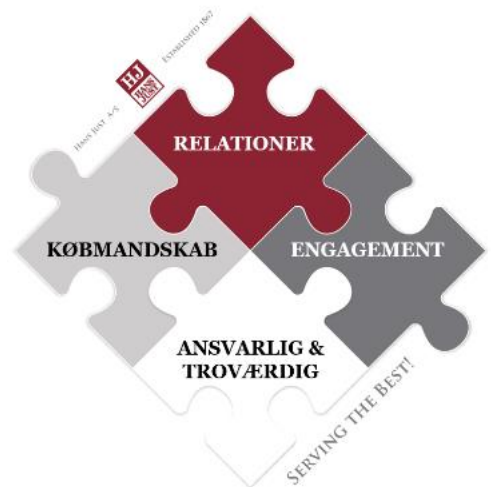 HANS JUST A/S
HJ
HANS
JUST
ESTABLISHED 1867
RELATIONER
KØBMANDSKAB
ENGAGEMENT
ANSVARLIG &
TROVÆRDIG
SERVING THE BEST!